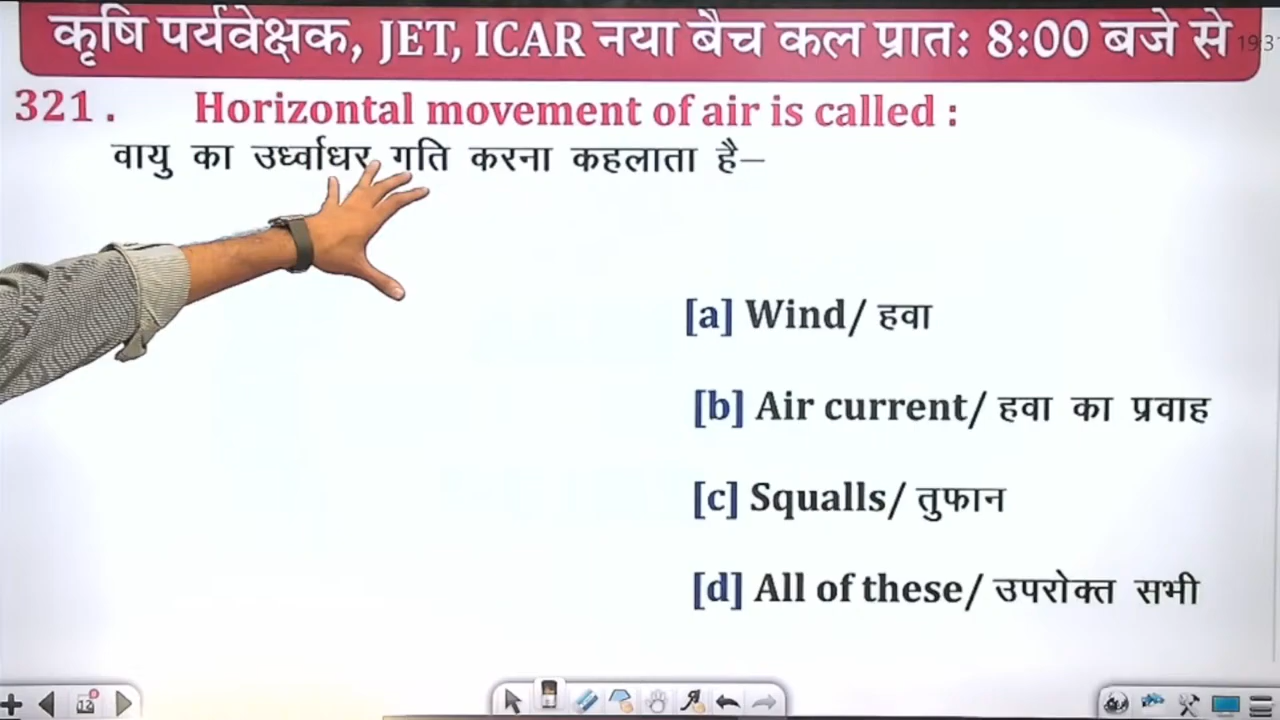 कृषि पर्यवेक्षक, JET, ICAR नया बैच कल प्रातः 8:00 बजे से
321. Horizontal movement of air is called :
वायु का उर्ध्वाधर गति करना कहलाता है–
[a] Wind/ हवा
[b] Air current/ हवा का प्रवाह
[c] Squalls/ तुफान
[d] All of these/ उपरोक्त सभी
12